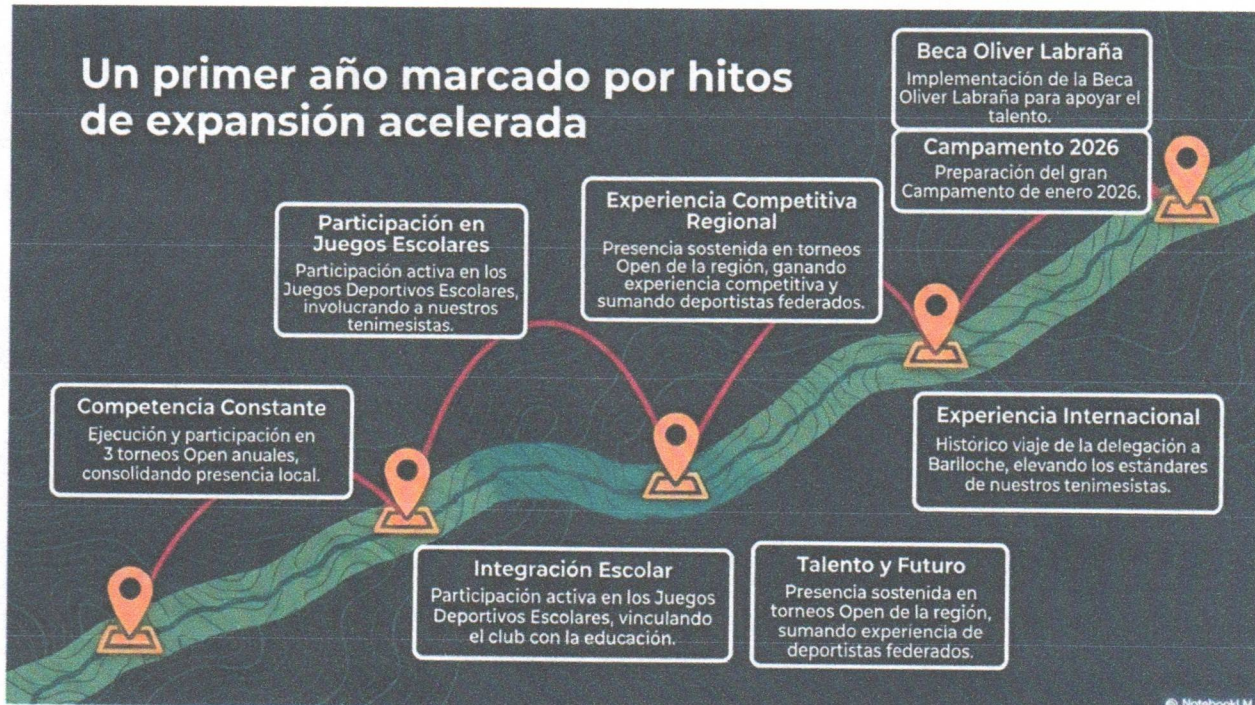 Un primer año marcado por hitos
de expansión acelerada
Beca Oliver Labraña
Implementación de la Beca
Oliver Labraña para apoyar el
talento.
Campamento 2026
Preparación del gran
Campamento de enero 2026.
Experiencia Competitiva
Regional
Presencia sostenida en torneos
Open de la región, ganando
experiencia competitiva y
sumando deportistas federados.
Participación en
Juegos Escolares
Participación activa en los
Juegos Deportivos Escolares,
involucrando a nuestros
tenimesistas.
Competencia Constante
Ejecución y participación en
3 torneos Open anuales,
consolidando presencia local.
Experiencia Internacional
Histórico viaje de la delegación a
Bariloche, elevando los estándares
de nuestros tenimesistas.
Integración Escolar
Participación activa en los Juegos
Deportivos Escolares, vinculando
el club con la educación.
Talento y Futuro
Presencia sostenida en
torneos Open de la región,
sumando experiencia de
deportistas federados.
NotebookLM